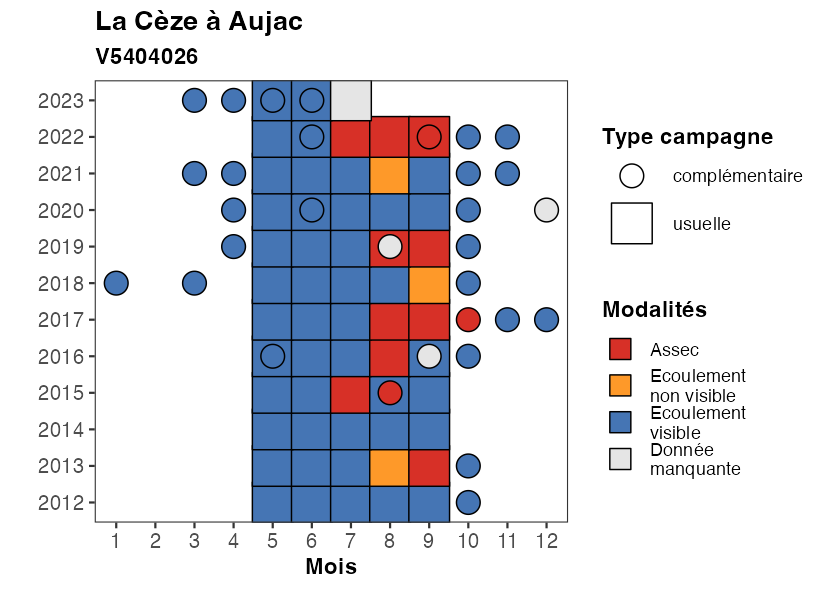 La Cèze à Aujac
V5404026
2023
2022
2021
2020
2019
2018
2017
2016
2015
2014
2013
2012
1 2 3 4 5 6 7 8 9 10 11 12
Mois
Type campagne
complémentaire
usuelle
Modalités
Assec
Ecoulement
non visible
Ecoulement
visible
Donnée
manquante